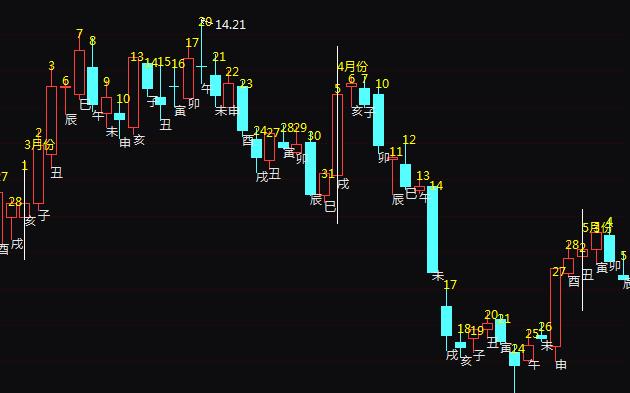 27
酉
28
戌
3月份
1
亥
2
子
3
丑
6
辰
7
巳
8
午
9
未
10
申
13
亥
14
子
15
丑
16
寅
17
卯
20
14.21
午
21
未
22
申
23
酉
24
戌
27
丑
28
寅
29
卯
30
辰
31
巳
4月份
5
戌
6
亥
7
子
10
卯
11
辰
12
巳
13
午
14
未
17
戌
18
亥
19
子
20
丑
21
寅
24
25
午
26
未
27
申
28
酉
5月份
2
丑
3
寅
4
卯
5
辰